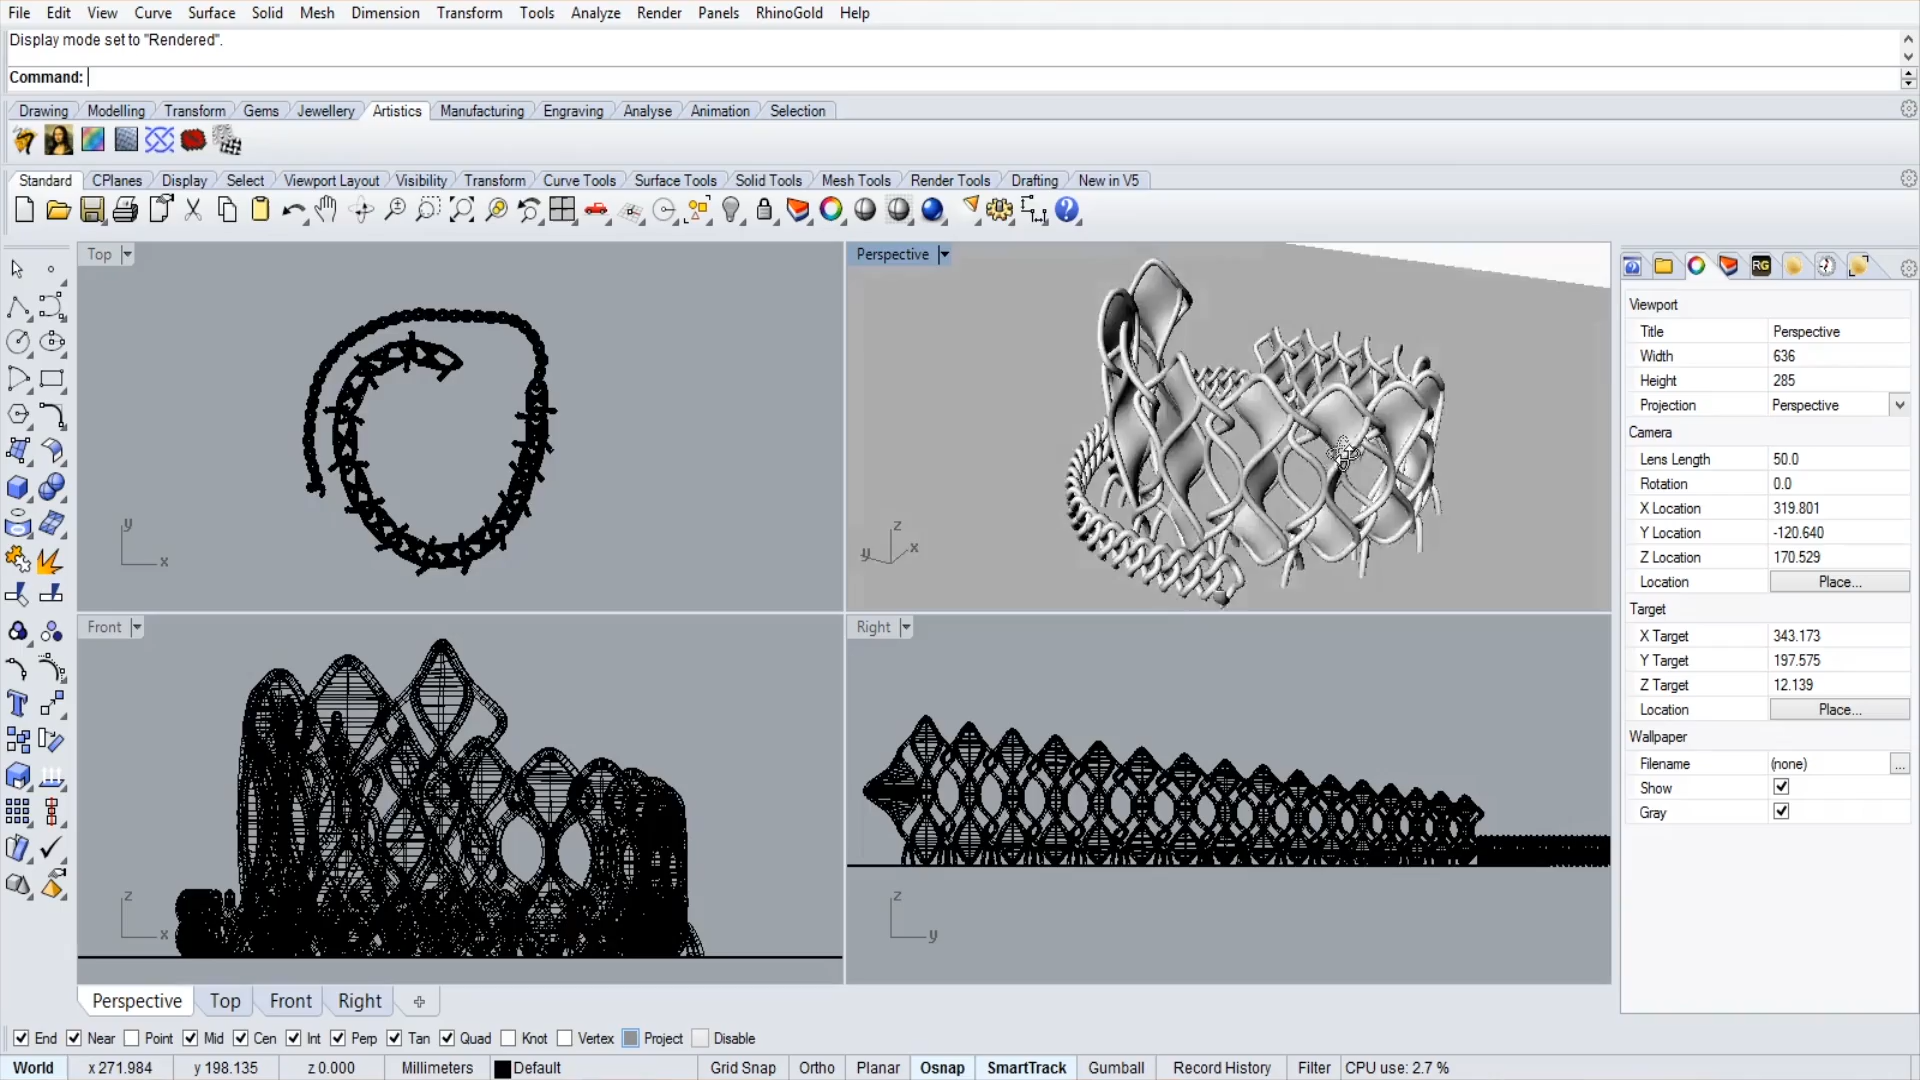 File Edit View Curve Surface Solid Mesh Dimension Transform Tools Analyze Render Panels RhinoGold Help
Display mode set to "Rendered".
Command:
Drawing Modelling Transform Gems Jewellery Artistics Manufacturing Engraving Analyse Animation Selection
Standard CPlanes Display Select Viewport Layout Visibility Transform Curve Tools Surface Tools Solid Tools Mesh Tools Render Tools Drafting New in V5
Top
y
x
Perspective
z
y
x
Front
z
x
Right
z
y
RG
Viewport
Title Perspective
Width 636
Height 285
Projection Perspective
Camera
Lens Length 50.0
Rotation 0.0
X Location 319.801
Y Location -120.640
Z Location 170.529
Location Place...
Target
X Target 343.173
Y Target 197.575
Z Target 12.139
Location Place...
Wallpaper
Filename (none) ...
Show
Gray
Perspective Top Front Right
End Near Point Mid Cen Int Perp Tan Quad Knot Vertex Project Disable
World x 271.984 y 198.135 z 0.000 Millimeters Default Grid Snap Ortho Planar Osnap SmartTrack Gumball Record History Filter CPU use: 2.7 %